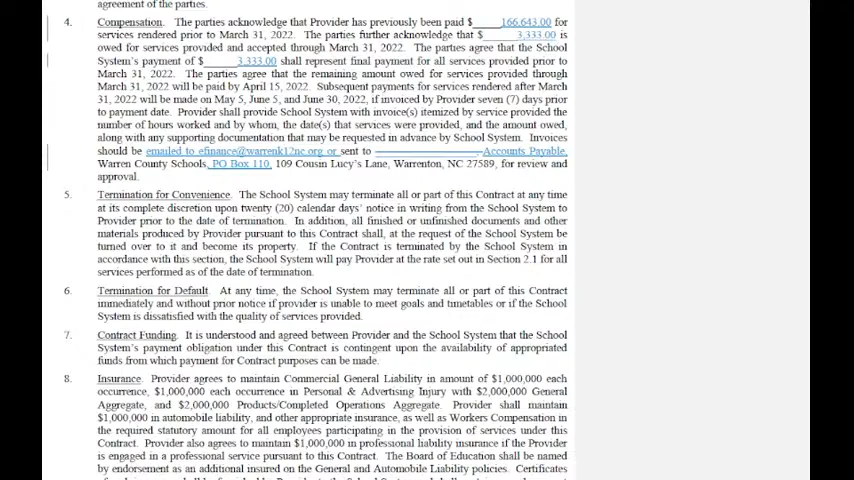 agreement of the parties.
4. Compensation. The parties acknowledge that Provider has previously been paid $ 166,643.00 for
services rendered prior to March 31, 2022. The parties further acknowledge that $ 3,333.00 is
owed for services provided and accepted through March 31, 2022. The parties agree that the School
System's payment of $ 3,333.00 shall represent final payment for all services provided prior to
March 31, 2022. The parties agree that the remaining amount owed for services provided through
March 31, 2022 will be paid by April 15, 2022. Subsequent payments for services rendered after March
31, 2022 will be made on May 5, June 5, and June 30, 2022, if invoiced by Provider seven (7) days prior
to payment date. Provider shall provide School System with invoice(s) itemized by service provided the
number of hours worked and by whom, the date(s) that services were provided, and the amount owed,
along with any supporting documentation that may be requested in advance by School System. Invoices
should be emailed to efinance@warrenk12nc.org or sent to Accounts Payable,
Warren County Schools, PO Box 110, 109 Cousin Lucy's Lane, Warrenton, NC 27589, for review and
approval.
5. Termination for Convenience. The School System may terminate all or part of this Contract at any time
at its complete discretion upon twenty (20) calendar days' notice in writing from the School System to
Provider prior to the date of termination. In addition, all finished or unfinished documents and other
materials produced by Provider pursuant to this Contract shall, at the request of the School System be
turned over to it and become its property. If the Contract is terminated by the School System in
accordance with this section, the School System will pay Provider at the rate set out in Section 2.1 for all
services performed as of the date of termination.
6. Termination for Default. At any time, the School System may terminate all or part of this Contract
immediately and without prior notice if provider is unable to meet goals and timetables or if the School
System is dissatisfied with the quality of services provided.
7. Contract Funding. It is understood and agreed between Provider and the School System that the School
System's payment obligation under this Contract is contingent upon the availability of appropriated
funds from which payment for Contract purposes can be made.
8. Insurance. Provider agrees to maintain Commercial General Liability in amount of $1,000,000 each
occurrence, $1,000,000 each occurrence in Personal & Advertising Injury with $2,000,000 General
Aggregate, and $2,000,000 Products/Completed Operations Aggregate. Provider shall maintain
$1,000,000 in automobile liability, and other appropriate insurance, as well as Workers Compensation in
the required statutory amount for all employees participating in the provision of services under this
Contract. Provider also agrees to maintain $1,000,000 in professional liability insurance if the Provider
is engaged in a professional service pursuant to this Contract. The Board of Education shall be named
by endorsement as an additional insured on the General and Automobile Liability policies. Certificates